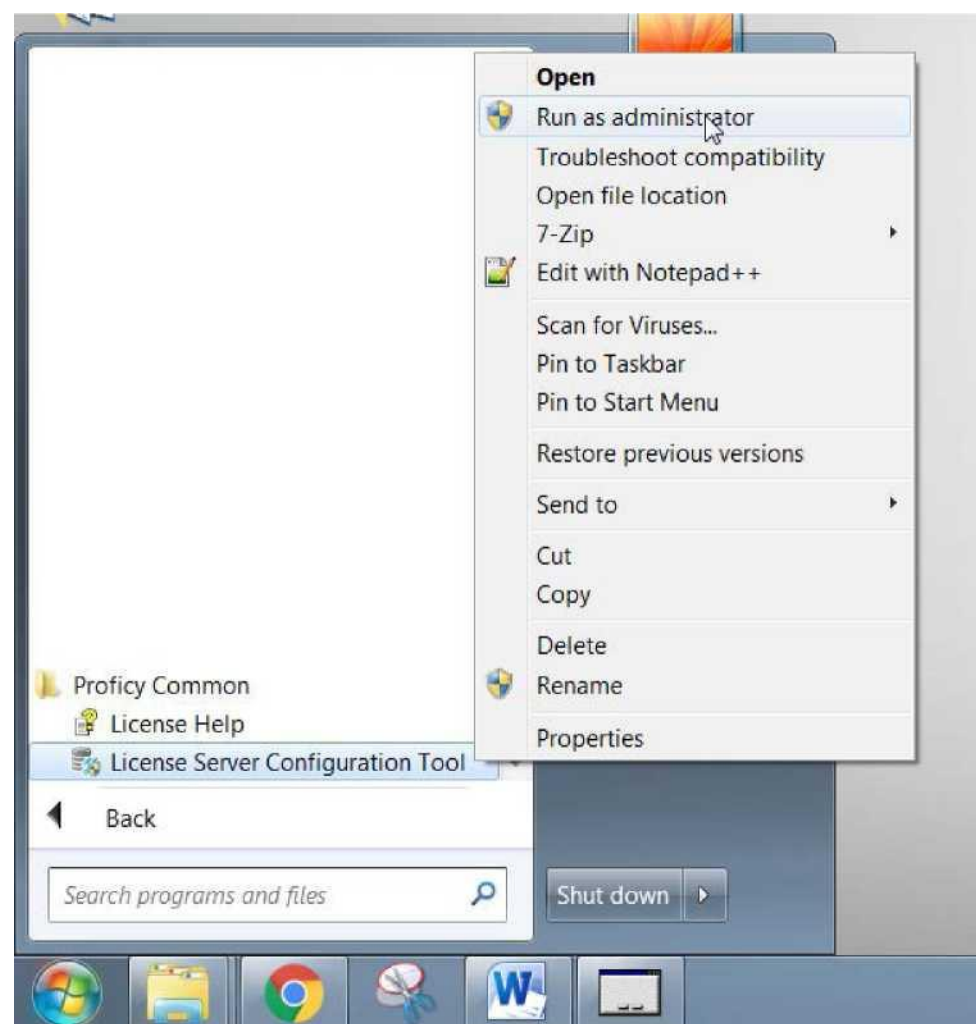 Open
Run as administrator
Troubleshoot compatibility
Open file location
7-Zip
Edit with Notepad++
Scan for Viruses...
Pin to Taskbar
Pin to Start Menu
Restore previous versions
Send to
Cut
Copy
Delete
Rename
Properties
Proficy Common
License Help
License Server Configuration Tool
Back
Search programs and files
Shut down
W